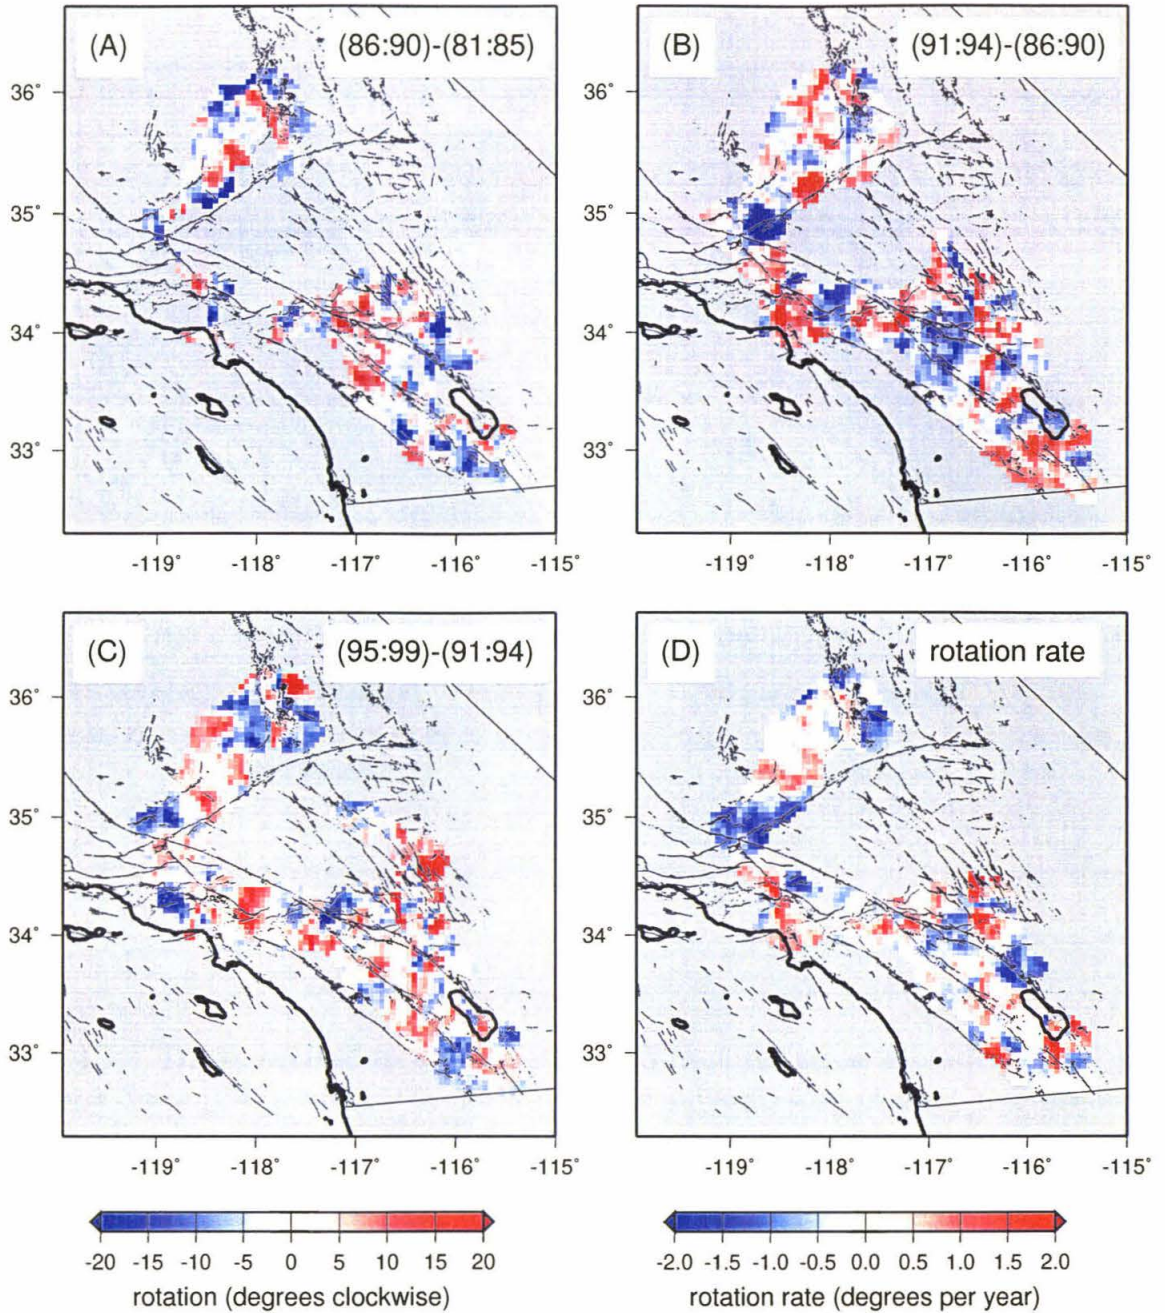 (A) (86:90)-(81:85)
(B) (91:94)-(86:90)
36˚ 36˚
35˚ 35˚
34˚ 34˚
33˚ 33˚
-119˚ -118˚ -117˚ -116˚ -115˚
-119˚ -118˚ -117˚ -116˚ -115˚
(C) (95:99)-(91:94)
(D) rotation rate
36˚ 36˚
35˚ 35˚
34˚ 34˚
33˚ 33˚
-119˚ -118˚ -117˚ -116˚ -115˚
-119˚ -118˚ -117˚ -116˚ -115˚
-20 -15 -10 -5 0 5 10 15 20
rotation (degrees clockwise)
-2.0 -1.5 -1.0 -0.5 0.0 0.5 1.0 1.5 2.0
rotation rate (degrees per year)